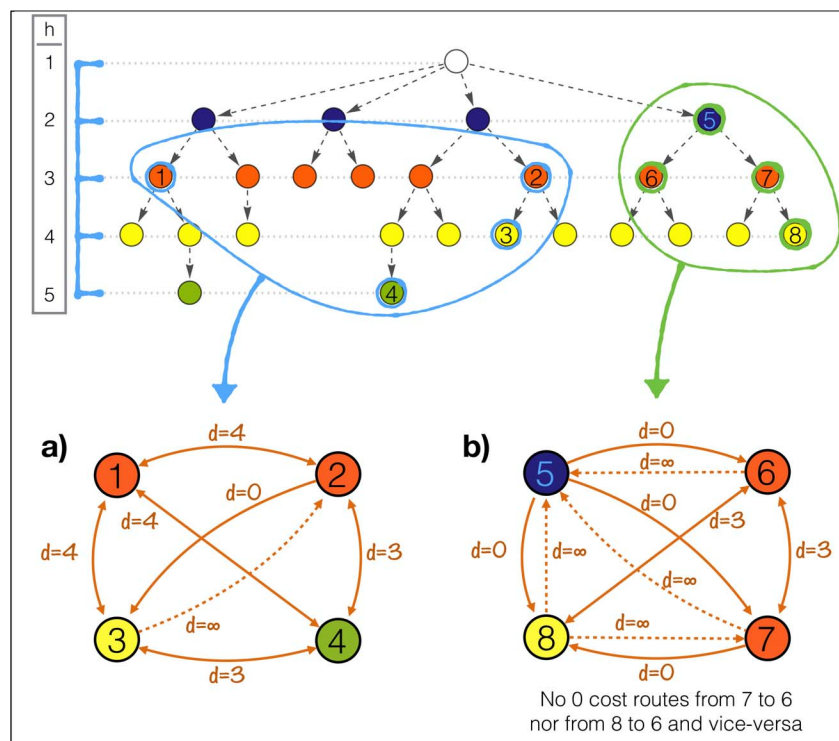 h
1
2
5
3
1
2
6
7
4
3
8
5
4
a)
b)
d=4
d=0
1
2
5
6
d=∞
d=0
d=0
d=4
d=4
d=3
d=0
d=∞
d=3
d=3
d=∞
3
4
d=∞
8
d=∞
7
d=3
d=0
No 0 cost routes from 7 to 6
nor from 8 to 6 and vice-versa